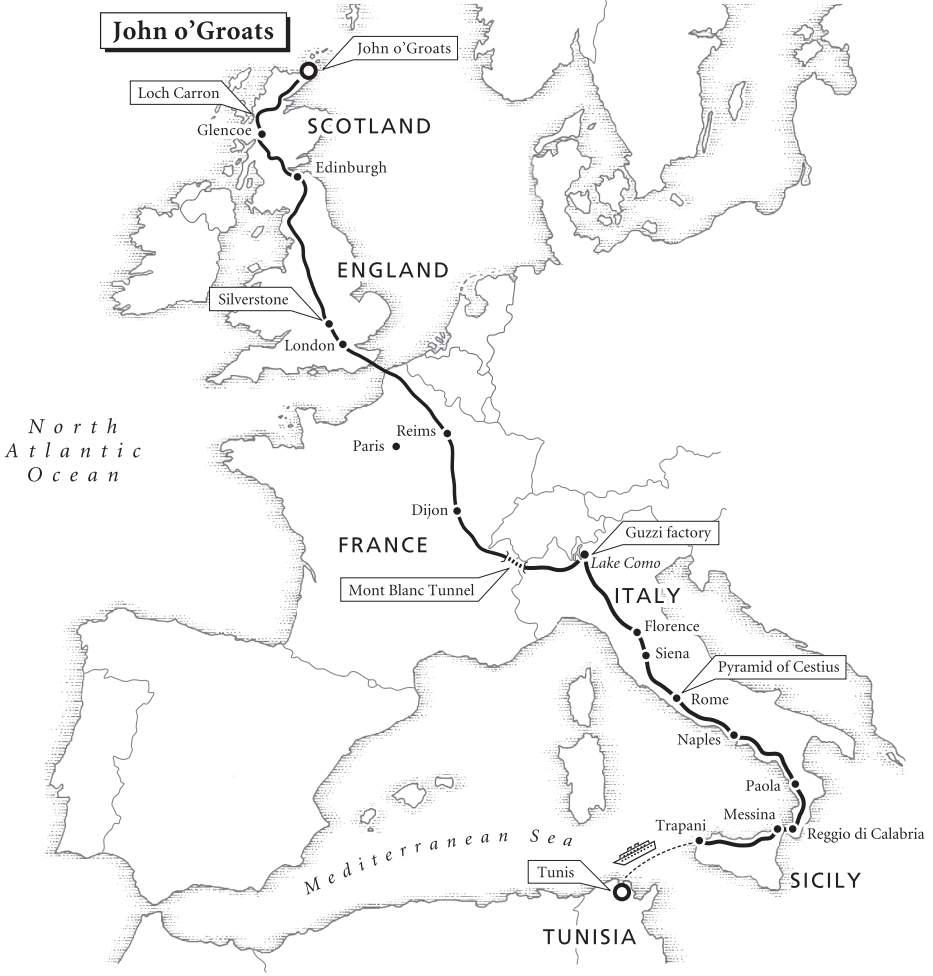 John o'Groats
John o'Groats
Loch Carron
Glencoe
SCOTLAND
Edinburgh
ENGLAND
Silverstone
London
North
Atlantic
Ocean
Reims
Paris
Dijon
FRANCE
Guzzi factory
Lake Como
Mont Blanc Tunnel
ITALY
Florence
Siena
Pyramid of Cestius
Rome
Naples
Paola
Messina
Reggio di Calabria
Trapani
Mediterranean Sea
Tunis
SICILY
TUNISIA